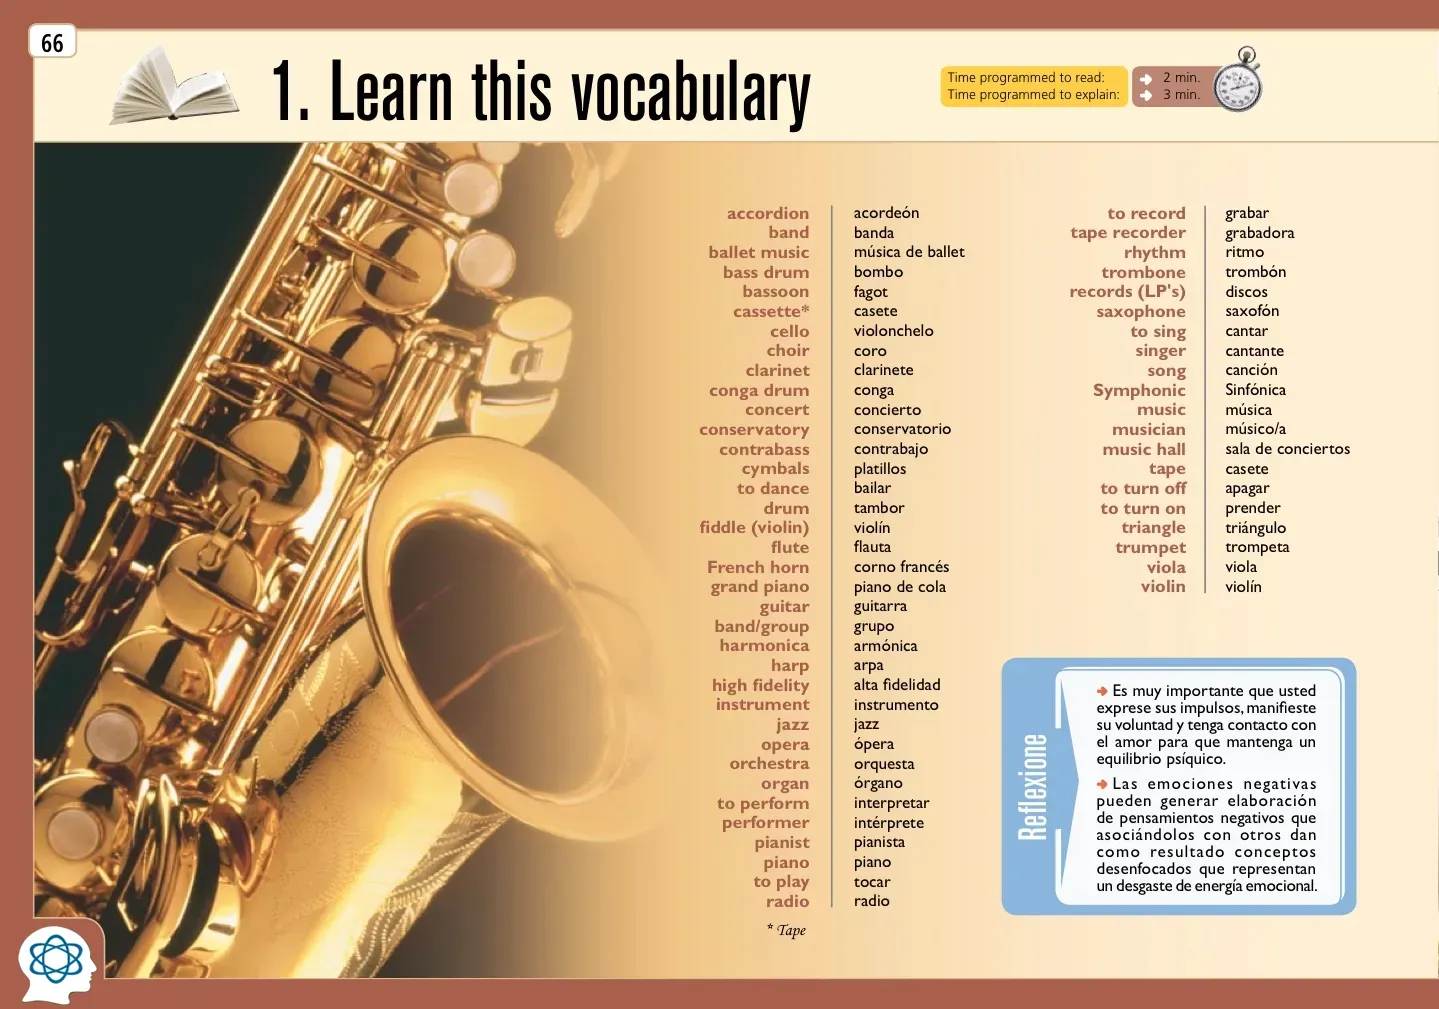 66
1. Learn this vocabulary
Time programmed to read: 2 min.
Time programmed to explain: 3 min.
accordion acordeón
band banda
ballet music música de ballet
bass drum bombo
bassoon fagot
cassette* casete
cello violonchelo
choir coro
clarinet clarinete
conga drum conga
concert concierto
conservatory conservatorio
contrabass contrabajo
cymbals platillos
to dance bailar
drum tambor
fiddle (violin) violín
flute flauta
French horn corno francés
grand piano piano de cola
guitar guitarra
band/group grupo
harmonica armónica
harp arpa
high fidelity alta fidelidad
instrument instrumento
jazz jazz
opera ópera
orchestra orquesta
organ órgano
to perform interpretar
performer intérprete
pianist pianista
piano piano
to play tocar
radio radio
* Tape
to record grabar
tape recorder grabadora
rhythm ritmo
trombone trombón
records (LP's) discos
saxophone saxofón
to sing cantar
singer cantante
song canción
Symphonic Sinfónica
music música
musician músico/a
music hall sala de conciertos
tape casete
to turn off apagar
to turn on prender
triangle triángulo
trumpet trompeta
viola viola
violin violín
Reflexione
Es muy importante que usted
exprese sus impulsos, manifieste
su voluntad y tenga contacto con
el amor para que mantenga un
equilibrio psíquico.
Las emociones negativas
pueden generar elaboración
de pensamientos negativos que
asociándolos con otros dan
como resultado conceptos
desenfocados que representan
un desgaste de energía emocional.